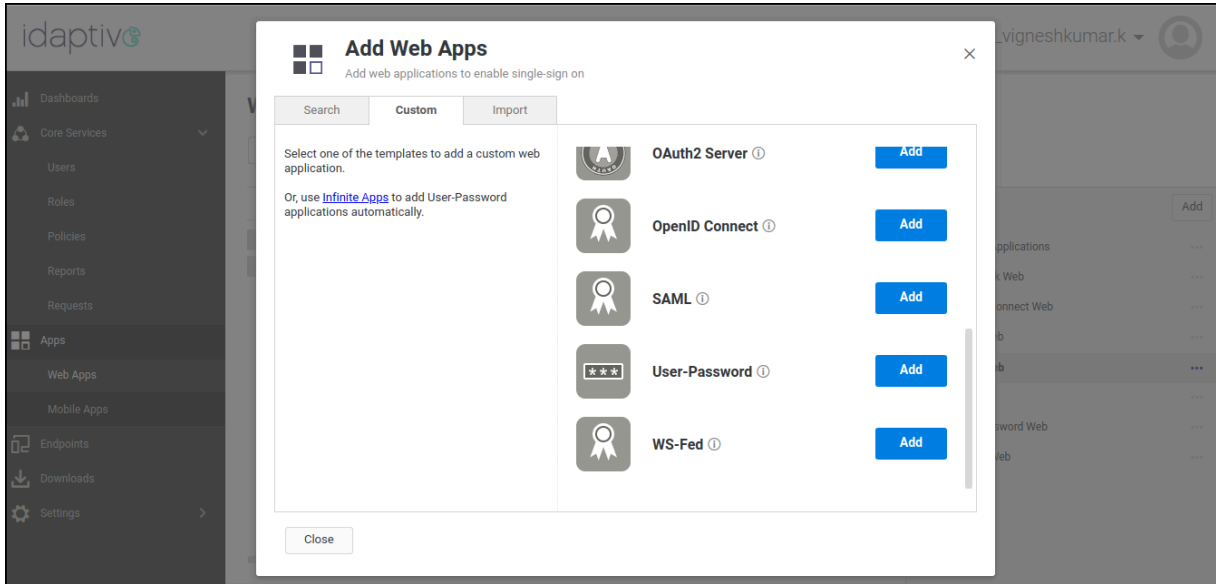 idaptive
_vigneshkumar.k
Dashboards
Core Services
Users
Roles
Policies
Reports
Requests
Apps
Web Apps
Mobile Apps
Endpoints
Downloads
Settings
Add Web Apps
Add web applications to enable single-sign on
Search
Custom
Import
Select one of the templates to add a custom web
application.
Or, use Infinite Apps to add User-Password
applications automatically.
OAuth2 Server
Add
OpenID Connect
Add
SAML
Add
User-Password
***
Add
WS-Fed
Add
Close
Add
pplications
k Web
onnect Web
b
eb
sword Web
Web